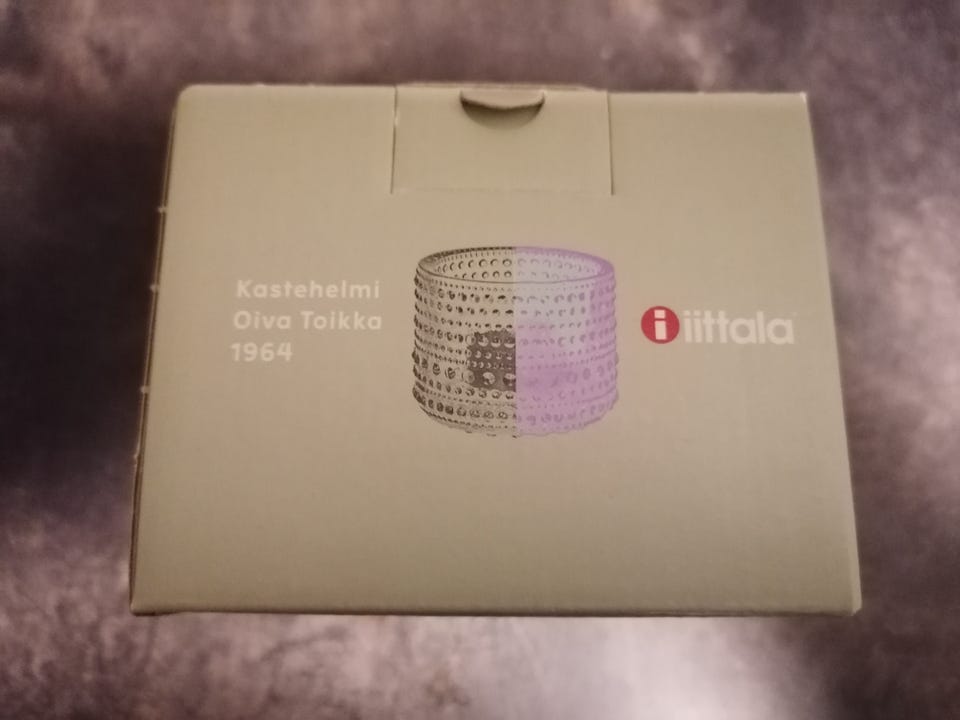 Kastehelmi
Oiva Toikka
1964
i iittala